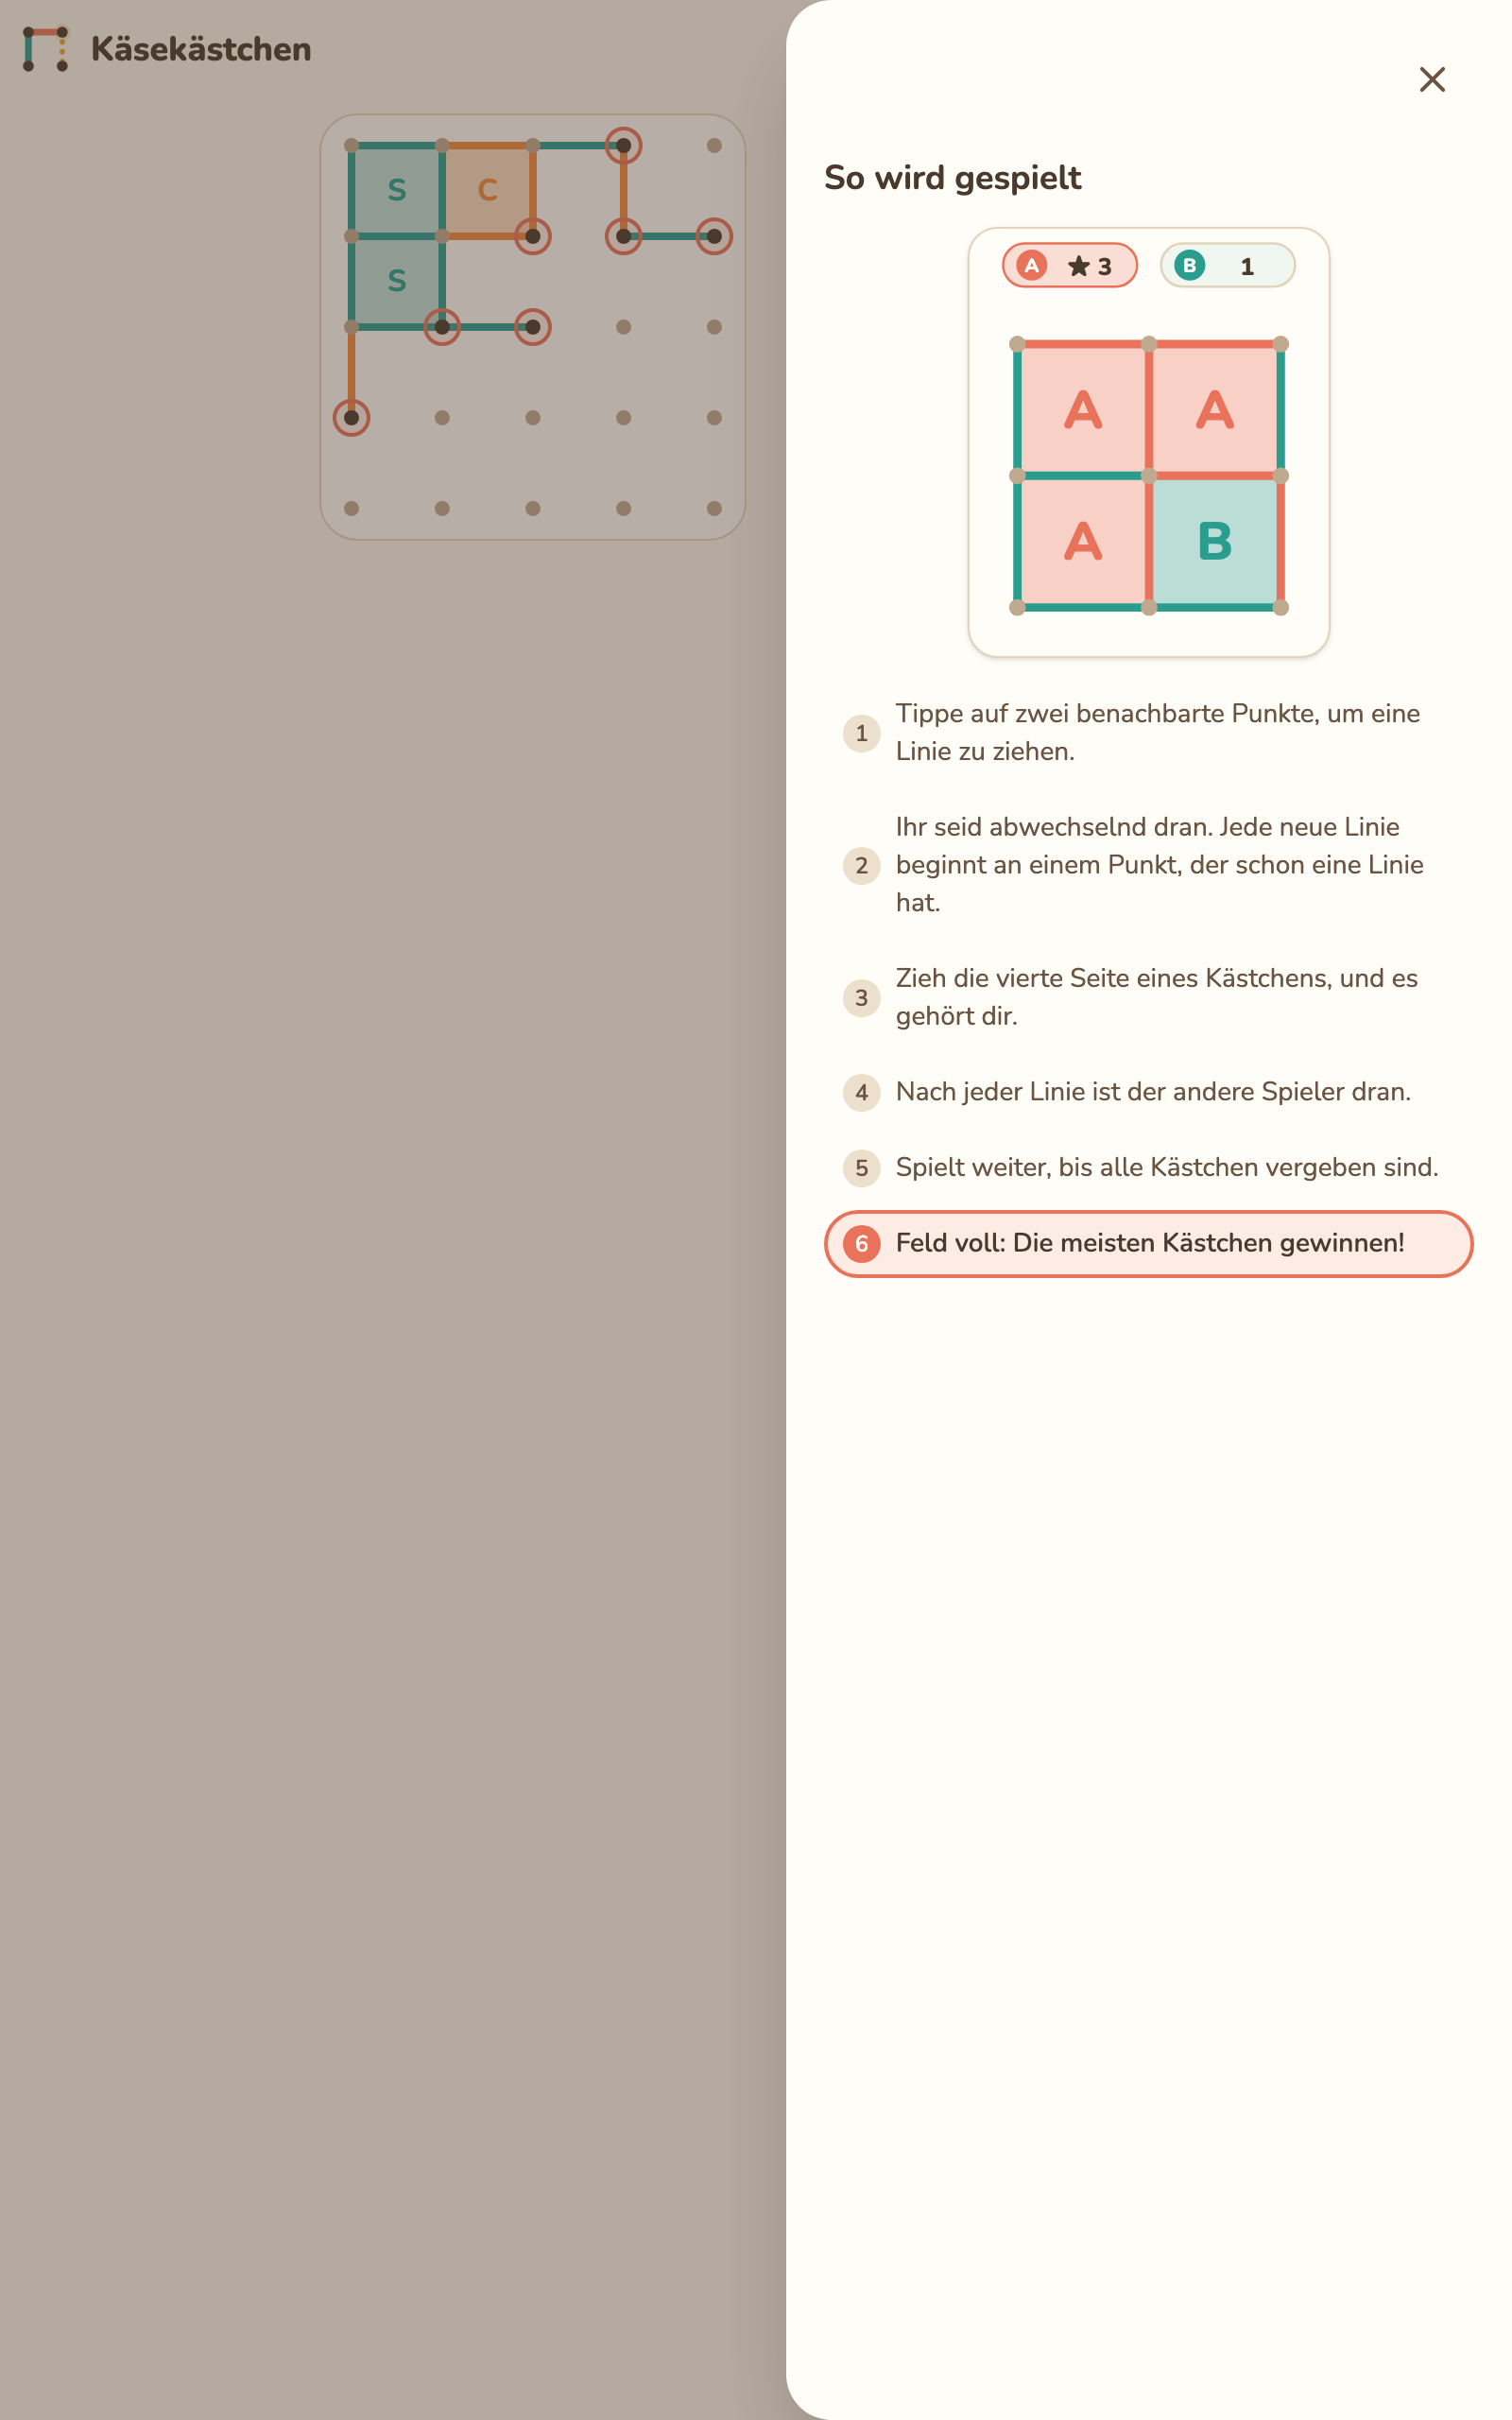 Käsekästchen
S C
S
So wird gespielt
A ★ 3 B 1
A A
A B
1 Tippe auf zwei benachbarte Punkte, um eine
Linie zu ziehen.
Ihr seid abwechselnd dran. Jede neue Linie
2 beginnt an einem Punkt, der schon eine Linie
hat.
3 Zieh die vierte Seite eines Kästchens, und es
gehört dir.
4 Nach jeder Linie ist der andere Spieler dran.
5 Spielt weiter, bis alle Kästchen vergeben sind.
6 Feld voll: Die meisten Kästchen gewinnen!